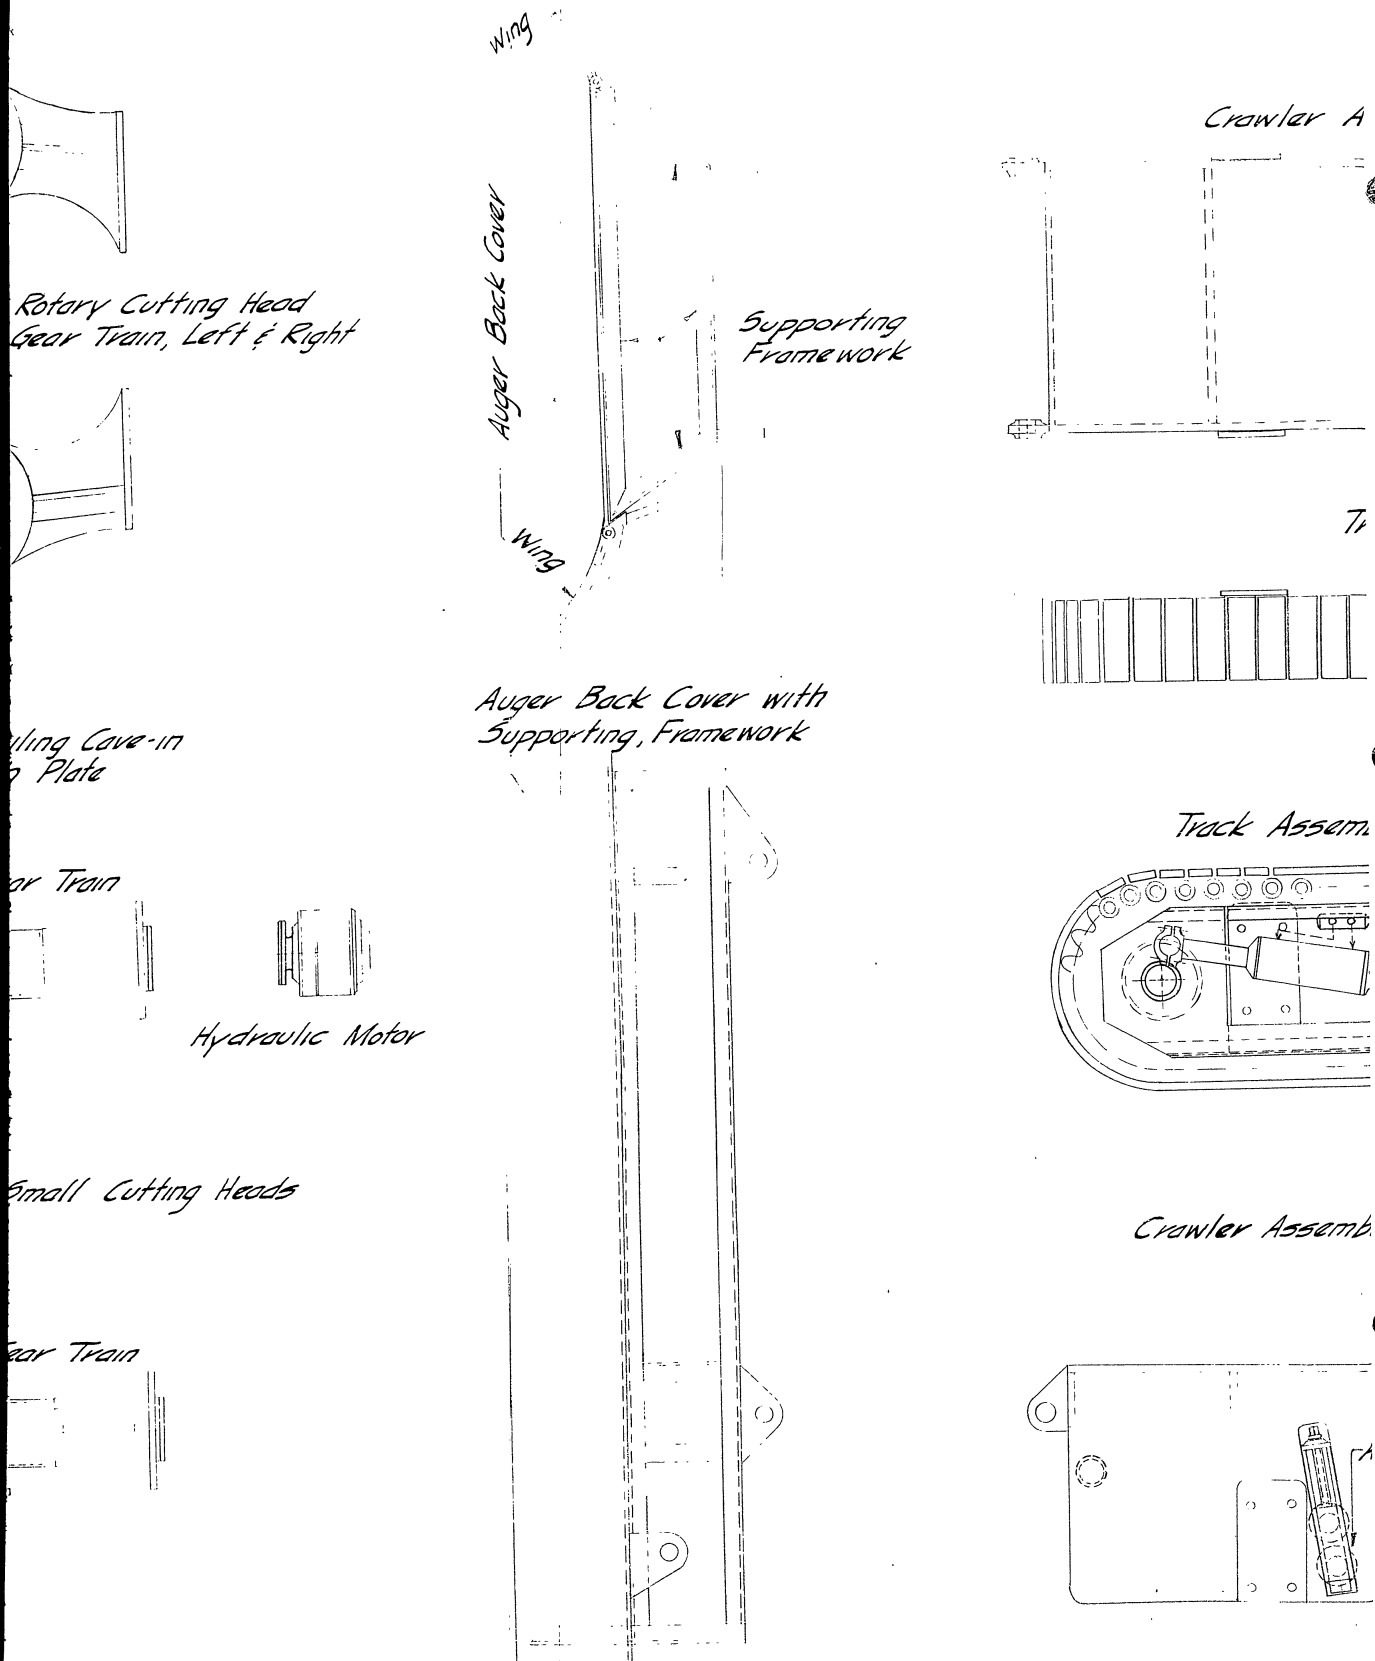 Wing
Crawler A
Auger Back Cover
Rotary Cutting Head
Gear Train, Left & Right
Supporting
Framework
Wing
Auger Back Cover with
Supporting, Framework
Cave-in
Plate
Track Assem
Train
Hydraulic Motor
Small Cutting Heads
Crawler Assemb
Train